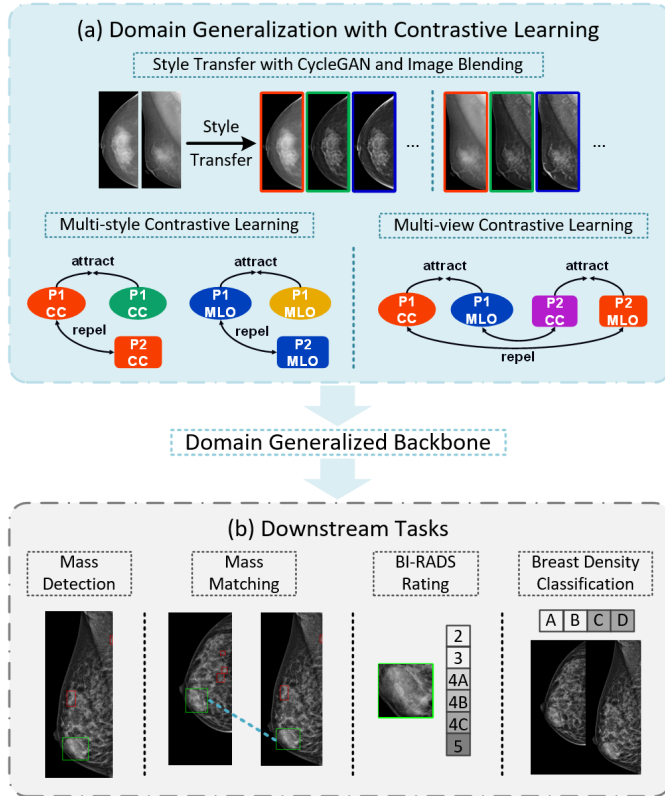 (a) Domain Generalization with Contrastive Learning
Style Transfer with CycleGAN and Image Blending
Style
Transfer
...
...
Multi-style Contrastive Learning
attract
attract
P1
CC
P1
CC
P1
MLO
P1
MLO
repel
repel
P2
CC
P2
MLO
Multi-view Contrastive Learning
attract
attract
P1
CC
P1
MLO
P2
CC
P2
MLO
repel
Domain Generalized Backbone
(b) Downstream Tasks
Mass
Detection
Mass
Matching
BI-RADS
Rating
2
3
4A
4B
4C
5
Breast Density
Classification
A B C D